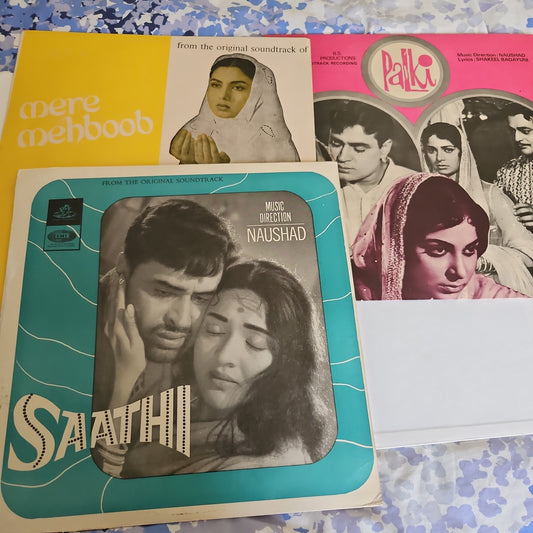 from the original soundtrack of
mere
mehboob
B.S.
PRODUCTIONS
Palki
Music Direction : NAUSHAD
Lyrics : SHAKEEL BADAYUNI
FROM THE ORIGINAL SOUNDTRACK
MUSIC
DIRECTION
NAUSHAD
EMI
SAATHI